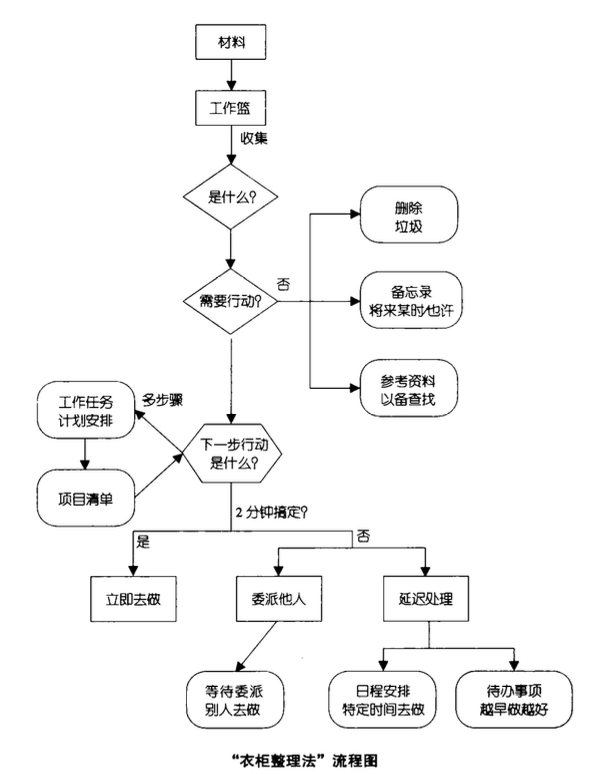 材料
工作篮
收集
是什么?
删除
垃圾
需要行动?
否
备忘录
将来某时/也许
参考资料
以备查找
工作任务
计划安排
多步骤
下一步行动
是什么?
项目清单
2分钟搞定?
是
否
立即去做
委派他人
延迟处理
等待委派
别人去做
日程安排
特定时间去做
待办事项
越早做越好
“衣柜整理法”流程图